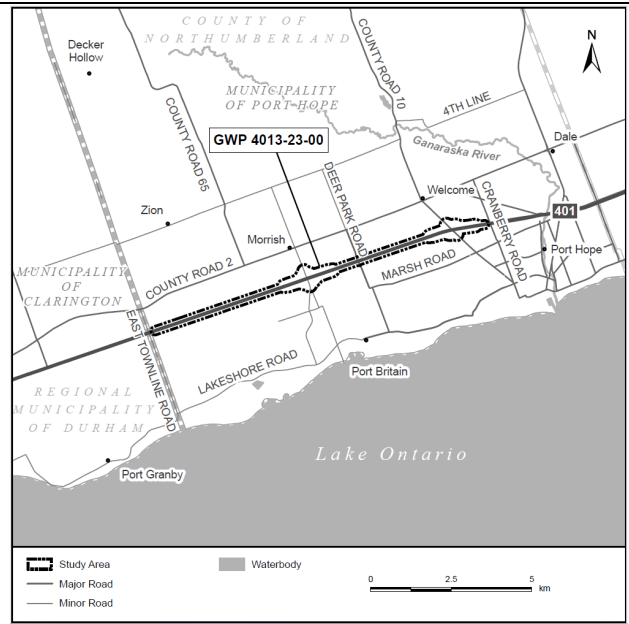 COUNTY OF
NORTHUMBERLAND
Decker
Hollow
MUNICIPALITY
OF PORT HOPE
COUNTY ROAD 10
N
COUNTY ROAD 65
4TH LINE
GWP 4013-23-00
Ganaraska River
Dale
DEER PARK ROAD
Welcome
CRANBERRY ROAD
Zion
401
Morrish
Port Hope
MUNICIPALITY
OF
CLARINGTON
COUNTY ROAD 2
MARSH ROAD
EAST TOWNLINE ROAD
LAKESHORE ROAD
Port Britain
REGIONAL
MUNICIPALITY
OF DURHAM
Lake Ontario
Port Granby
Study Area
Waterbody
Major Road
Minor Road
0 2.5 5
km